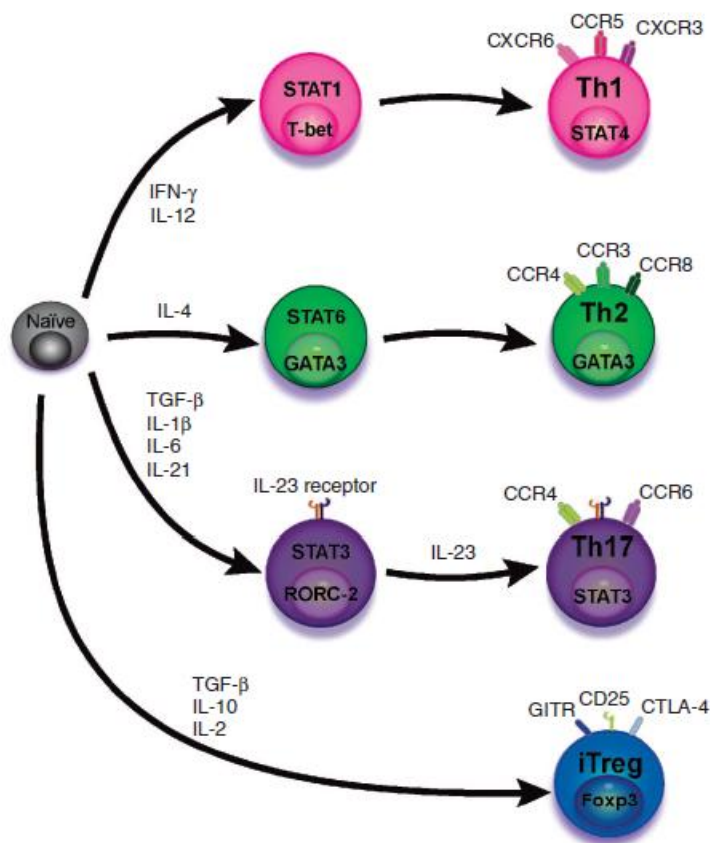 CXCR6 CCR5 CXCR3
STAT1
T-bet
Th1
STAT4
IFN-γ
IL-12
Naïve
IL-4
STAT6
GATA3
CCR4 CCR3 CCR8
Th2
GATA3
TGF-β
IL-1β
IL-6
IL-21
IL-23 receptor
STAT3
RORC-2
IL-23
CCR4 CCR6
Th17
STAT3
TGF-β
IL-10
IL-2
GITR CD25 CTLA-4
iTreg
Foxp3